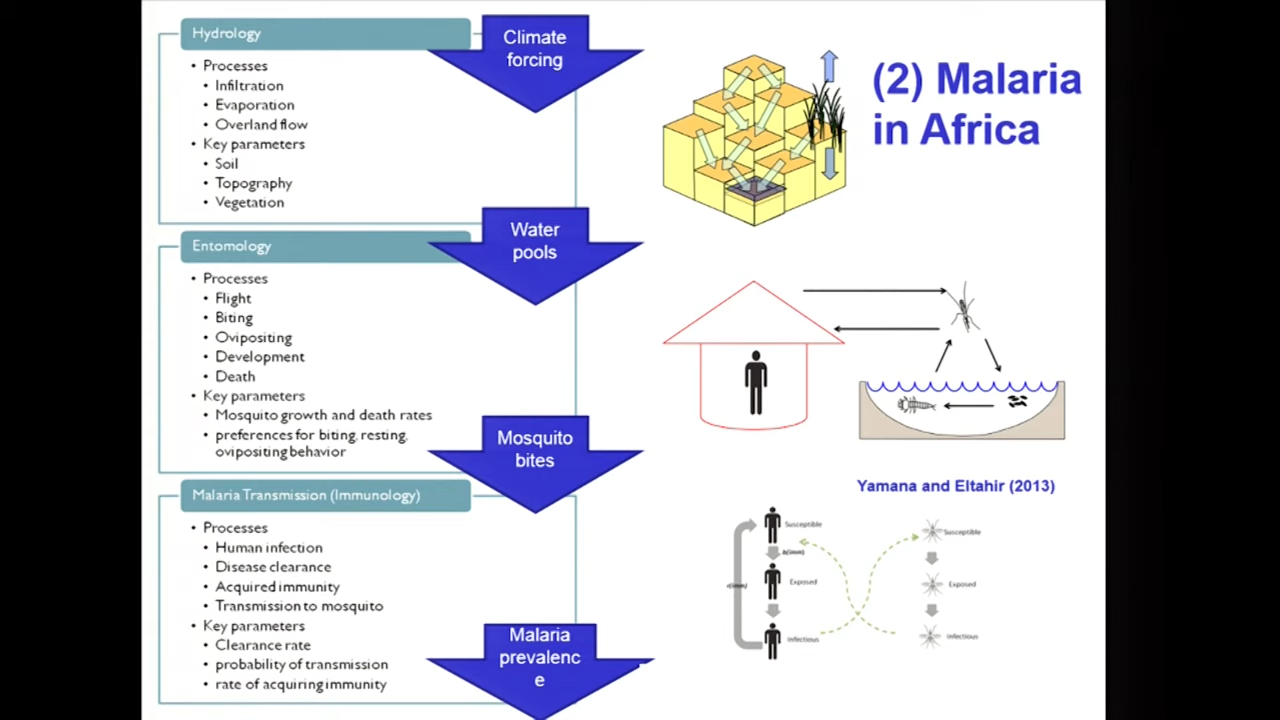 Hydrology
• Processes
• Infiltration
• Evaporation
• Overland flow
• Key parameters
• Soil
• Topography
• Vegetation
Climate
forcing
(2) Malaria
in Africa
Entomology
• Processes
• Flight
• Biting
• Ovipositing
• Development
• Death
• Key parameters
• Mosquito growth and death rates
• preferences for biting, resting,
ovipositing behavior
Water
pools
Malaria Transmission (Immunology)
• Processes
• Human infection
• Disease clearance
• Acquired immunity
• Transmission to mosquito
• Key parameters
• Clearance rate
• probability of transmission
• rate of acquiring immunity
Mosquito
bites
Malaria
prevalenc
e
Yamana and Eltahir (2013)
Susceptible
b(imm)
Exposed
Infectious
Susceptible
Exposed
Infectious